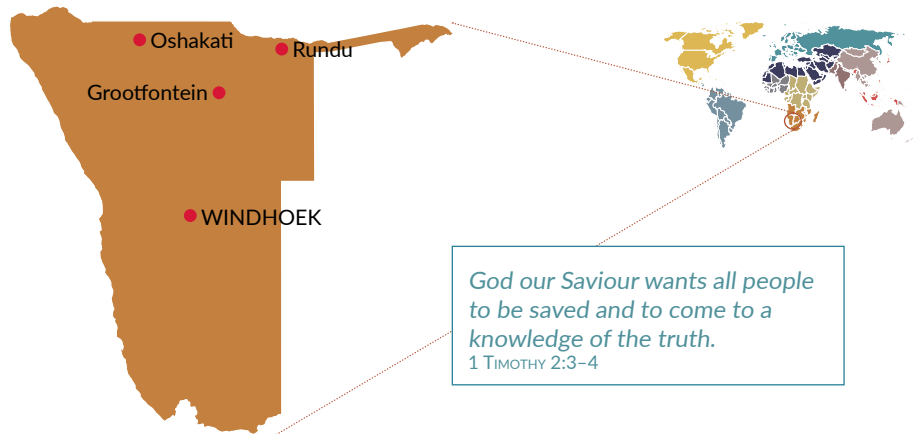 Oshakati
Rundu
Grootfontein
WINDHOEK
God our Saviour wants all people
to be saved and to come to a
knowledge of the truth.
1 Timothy 2:3–4